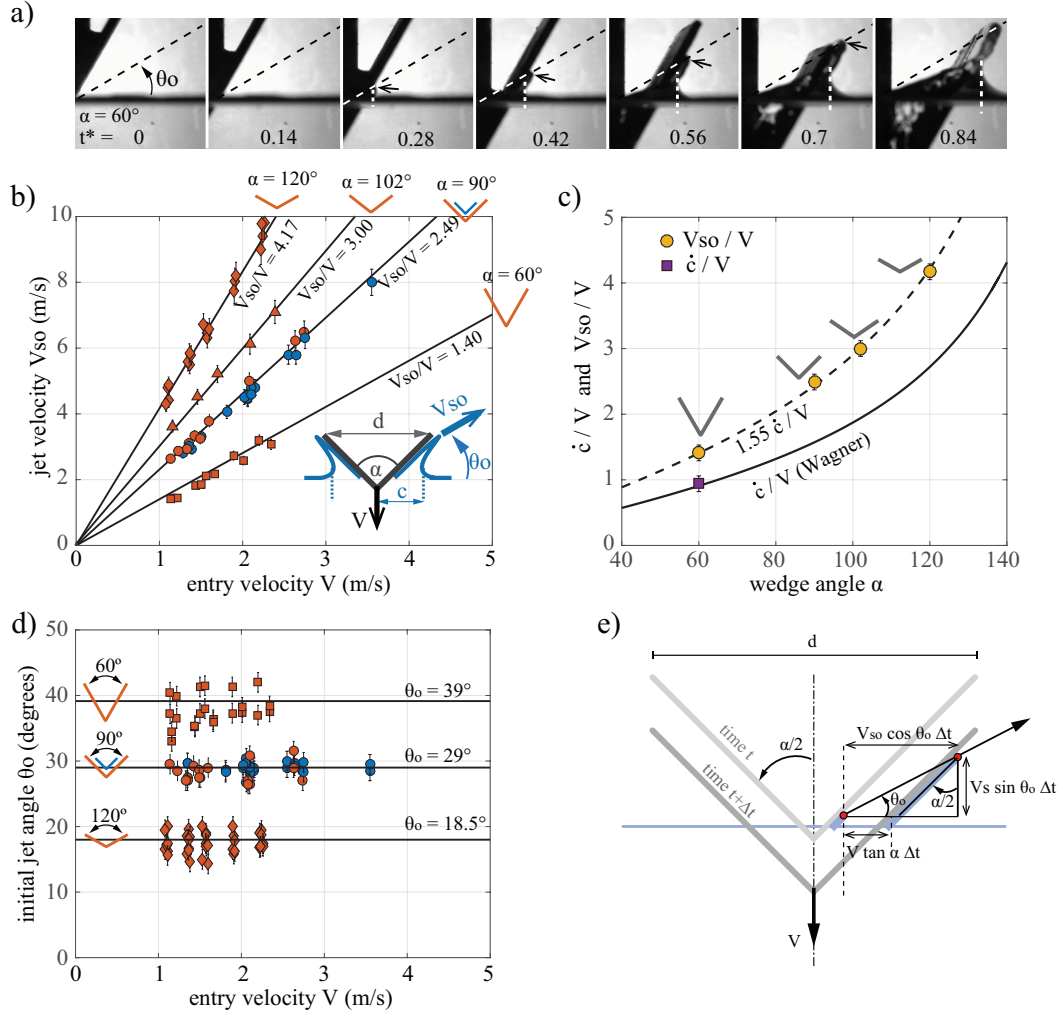 a)
θo
α = 60°
t* = 0 0.14 0.28 0.42 0.56 0.7 0.84
b)
α = 120° α = 102° α = 90°
α = 60°
10
8
6
4
2
0
jet velocity Vso (m/s)
Vso/V = 4.17
Vso/V = 3.00
Vso/V = 2.49
Vso/V = 1.40
d
Vso
α
θo
c
V
0 1 2 3 4 5
entry velocity V (m/s)
c)
5
4
3
2
1
0
ċ / V and Vso / V
Vso / V
ċ / V
1.55 ċ / V
ċ / V (Wagner)
40 60 80 100 120 140
wedge angle α
d)
50
40
30
20
10
0
initial jet angle θo (degrees)
60º
90º
120º
θo = 39°
θo = 29°
θo = 18.5°
0 1 2 3 4 5
entry velocity V (m/s)
e)
d
time t
time t+Δt
α/2
Vso cos θo Δt
Vs sin θo Δt
θo
α/2
V tan α Δt
V